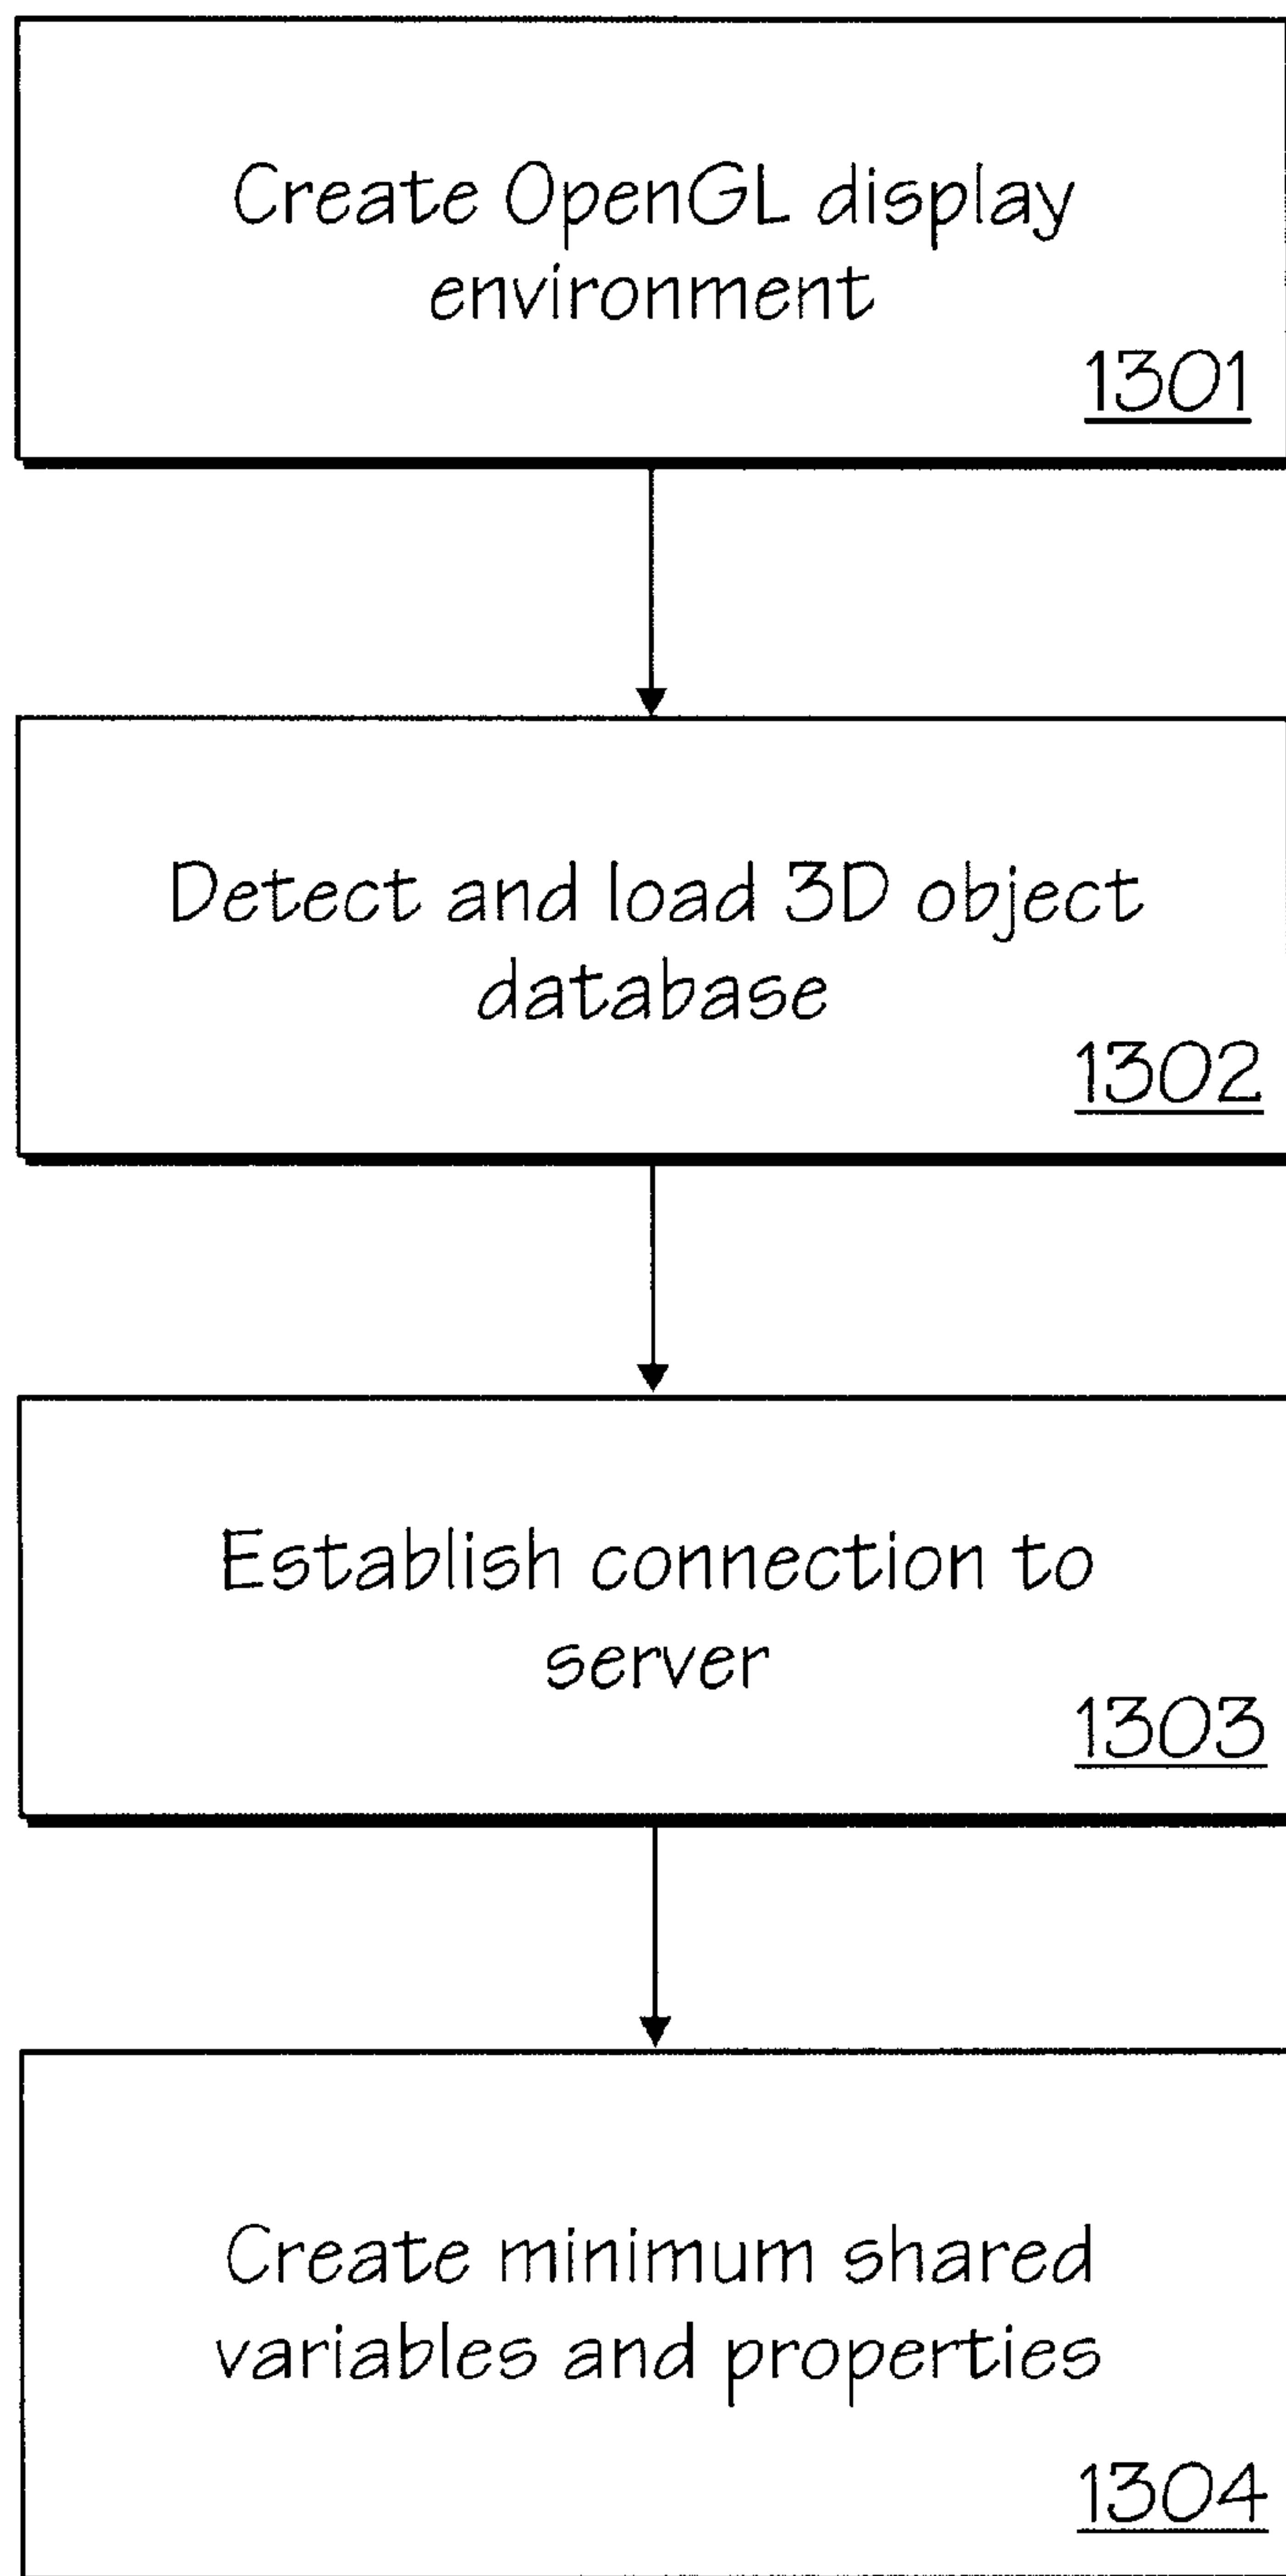 Create OpenGL display
environment
1301
Detect and load 3D object
database
1302
Establish connection to
server
1303
Create minimum shared
variables and properties
1304